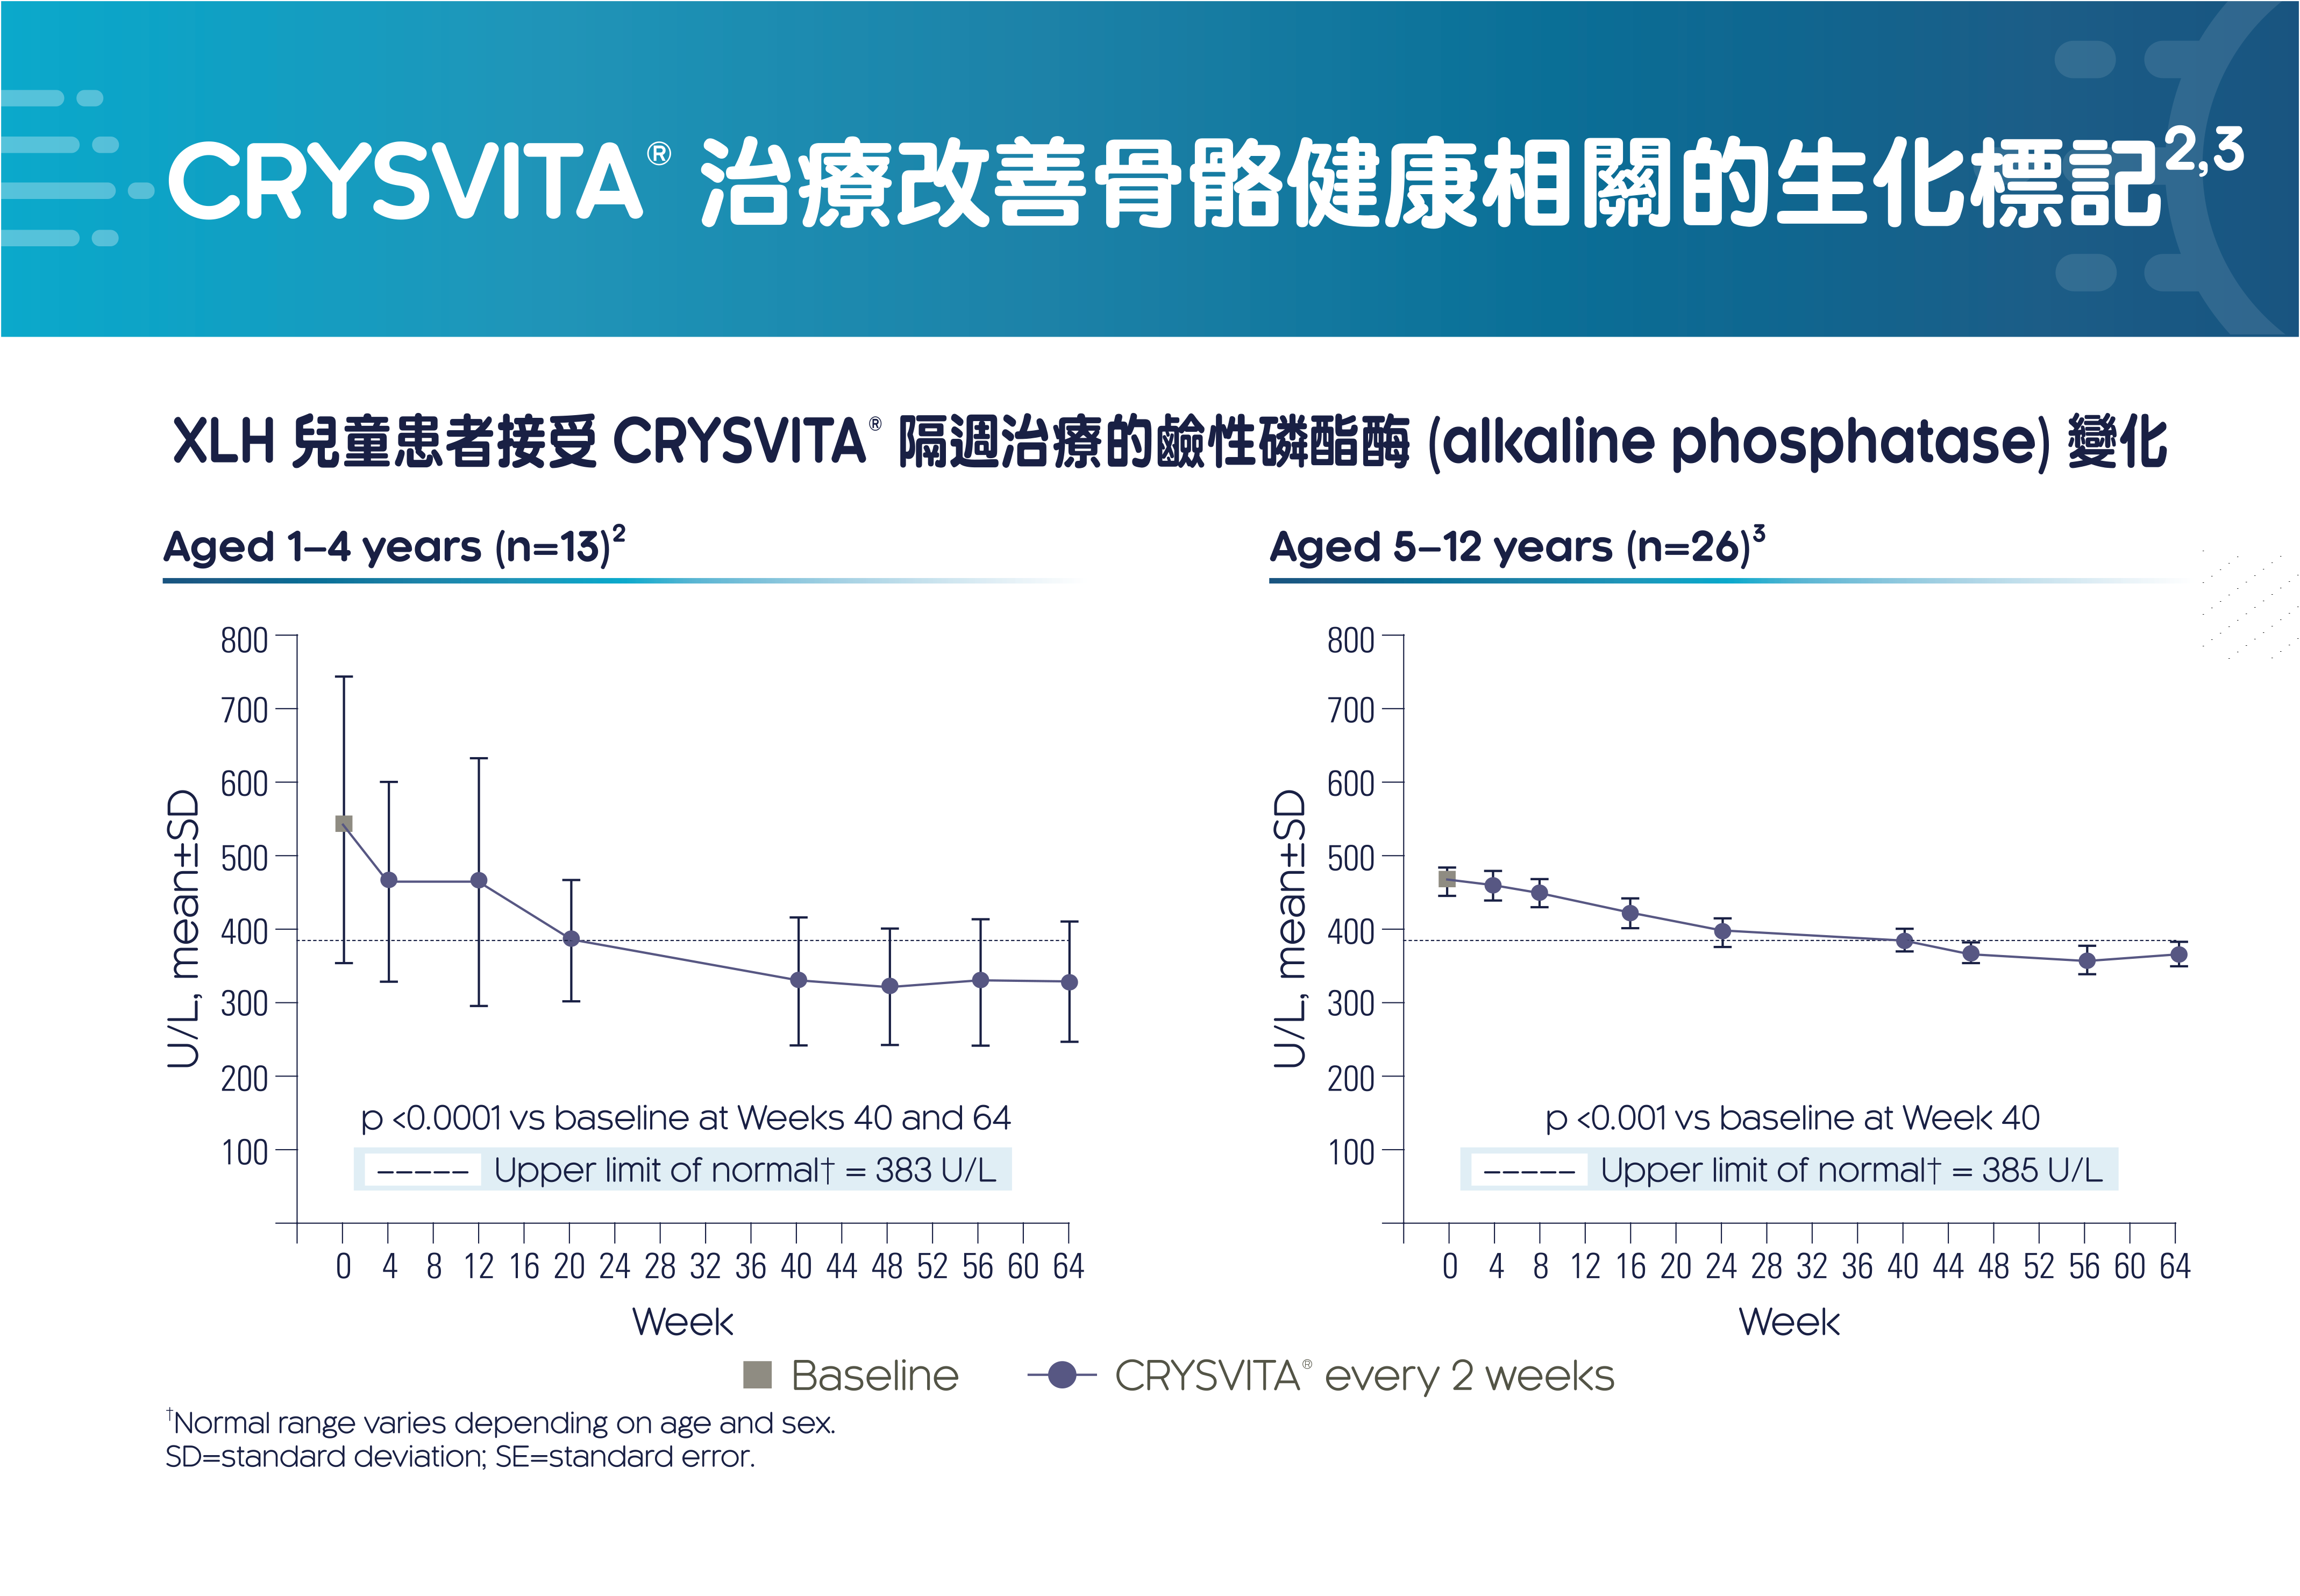 CRYSVITA® 治療改善骨骼健康相關的生化標記2,3
XLH 兒童患者接受 CRYSVITA® 隔週治療的鹼性磷酯酶 (alkaline phosphatase) 變化
Aged 1–4 years (n=13)2
U/L, mean±SD
800
700
600
500
400
300
200
100
p <0.0001 vs baseline at Weeks 40 and 64
Upper limit of normal† = 383 U/L
0 4 8 12 16 20 24 28 32 36 40 44 48 52 56 60 64
Week
Aged 5–12 years (n=26)3
U/L, mean±SD
800
700
600
500
400
300
200
100
p <0.001 vs baseline at Week 40
Upper limit of normal† = 385 U/L
0 4 8 12 16 20 24 28 32 36 40 44 48 52 56 60 64
Week
Baseline CRYSVITA® every 2 weeks
†Normal range varies depending on age and sex.
SD=standard deviation; SE=standard error.